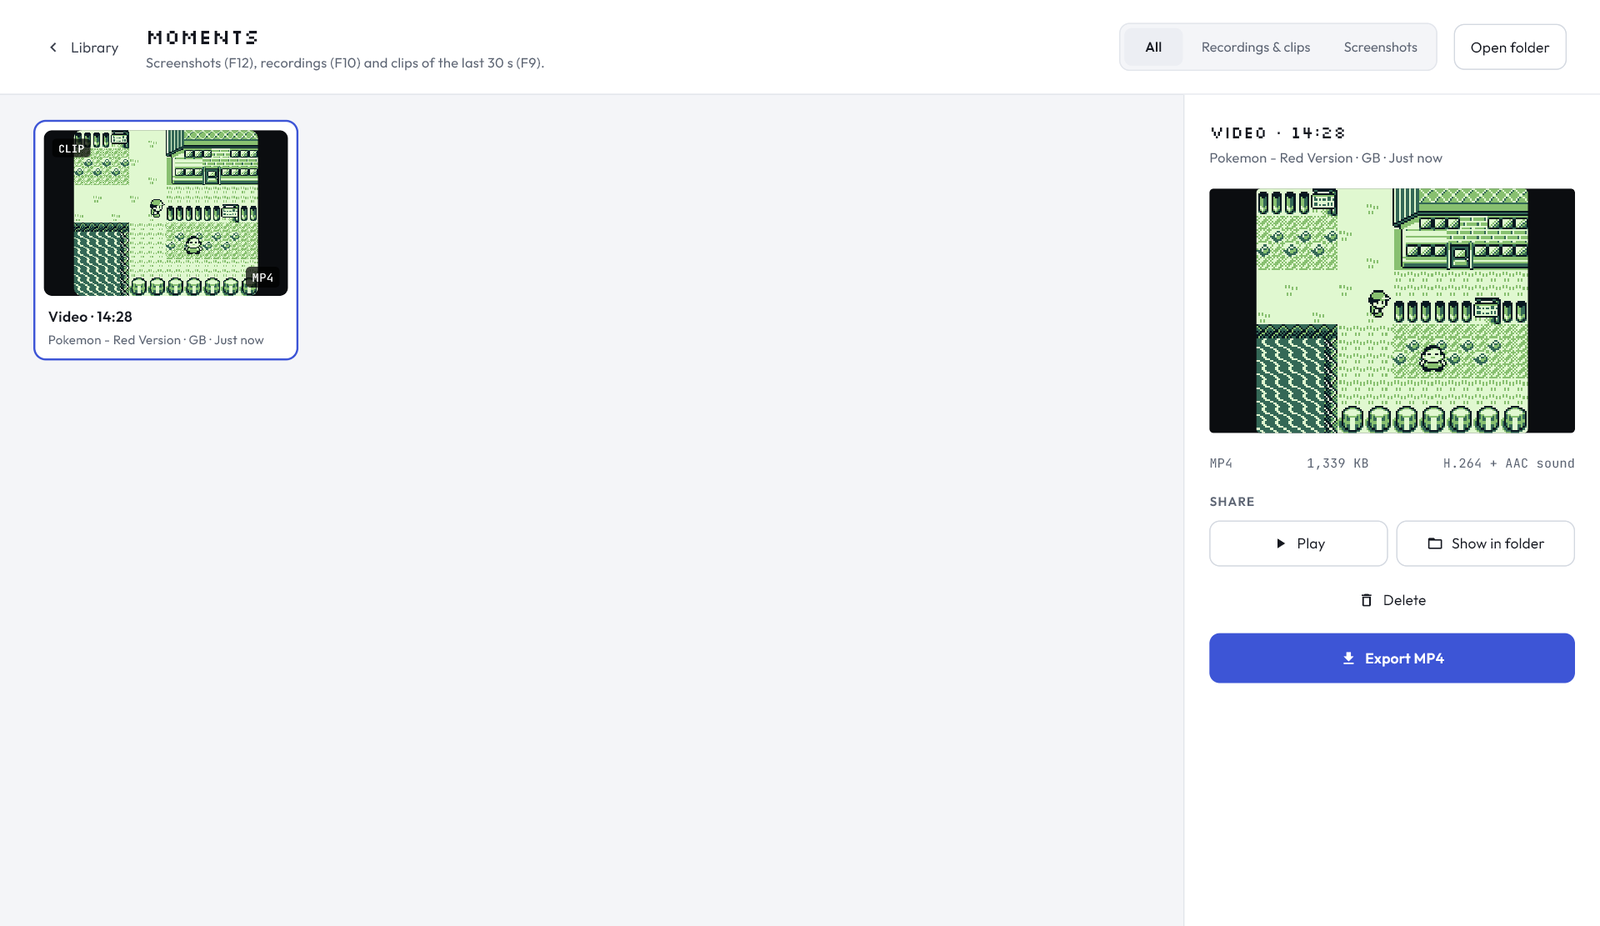 Library
MOMENTS
Screenshots (F12), recordings (F10) and clips of the last 30 s (F9).
All
Recordings & clips
Screenshots
Open folder
CLIP
MP4
Video · 14:28
Pokemon - Red Version · GB · Just now
VIDEO · 14:28
Pokemon - Red Version · GB · Just now
MP4 1,339 KB H.264 + AAC sound
SHARE
Play
Show in folder
Delete
Export MP4